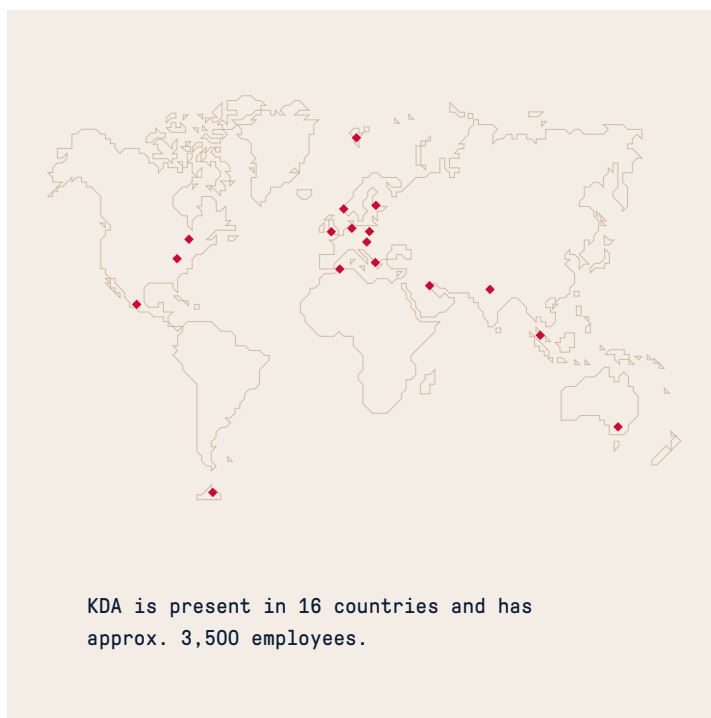 KDA is present in 16 countries and has
approx. 3,500 employees.